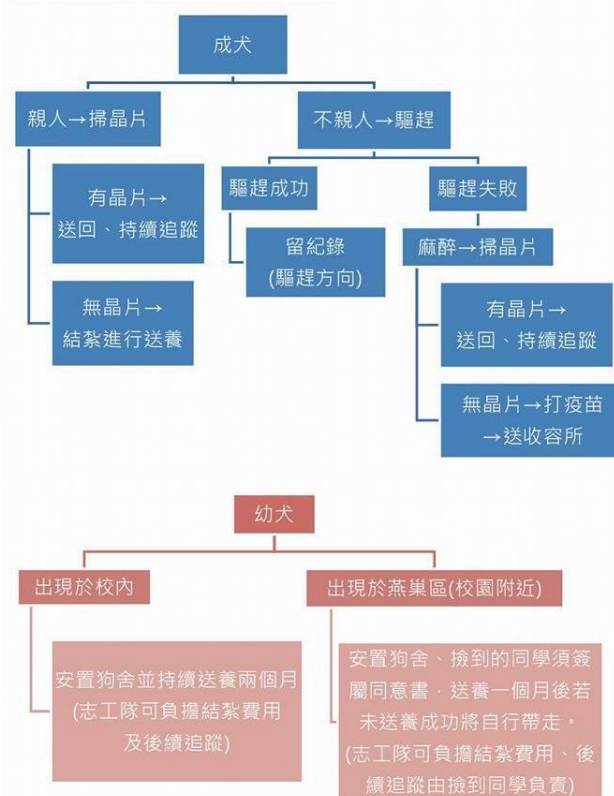 成犬
親人→掃晶片
不親人→驅趕
有晶片→
送回、持續追蹤
無晶片→
結紮進行送養
驅趕成功
留紀錄
(驅趕方向)
驅趕失敗
麻醉→掃晶片
有晶片→
送回、持續追蹤
無晶片→打疫苗
→送收容所
幼犬
出現於校內
安置狗舍並持續送養兩個月
(志工隊可負擔結紮費用
及後續追蹤)
出現於燕巢區(校園附近)
安置狗舍、撿到的同學須簽
屬同意書，送養一個月後若
未送養成功將自行帶走。
(志工隊可負擔結紮費用、後
續追蹤由撿到同學負責)